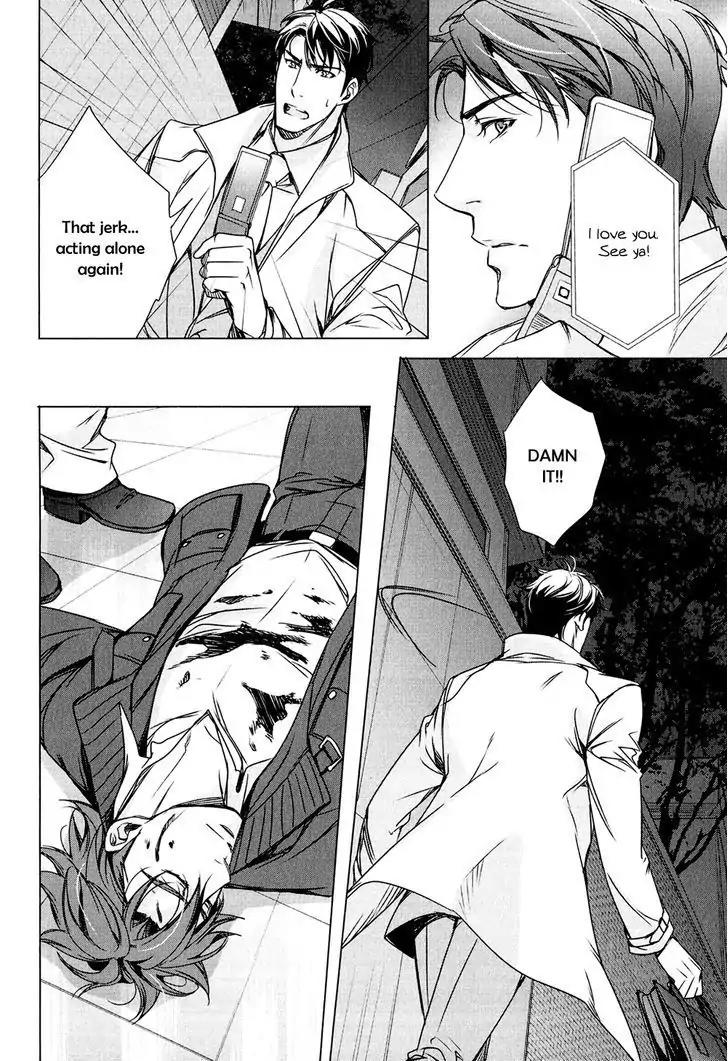 I love you.
See ya!
That jerk...
acting alone
again!
DAMN
IT!!